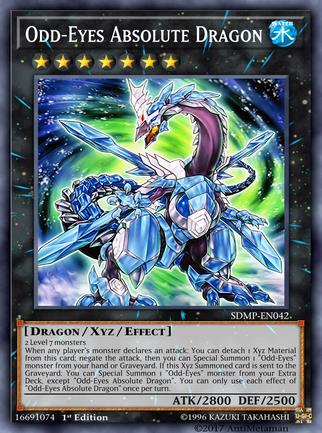 ODD-EYES ABSOLUTE DRAGON
WATER
水
SDMP-EN042
[DRAGON / XYZ / EFFECT]
2 Level 7 monsters
When any player's monster declares an attack: You can detach 1 Xyz Material
from this card; negate the attack, then you can Special Summon 1 "Odd-Eyes"
monster from your hand or Graveyard. If this Xyz Summoned card is sent to the
Graveyard: You can Special Summon 1 "Odd-Eyes" monster from your Extra
Deck, except "Odd-Eyes Absolute Dragon". You can only use each effect of
"Odd-Eyes Absolute Dragon" once per turn.
ATK/2800 DEF/2500
16691074 1st Edition ©1996 KAZUKI TAKAHASHI
©2017 AntiMetaman